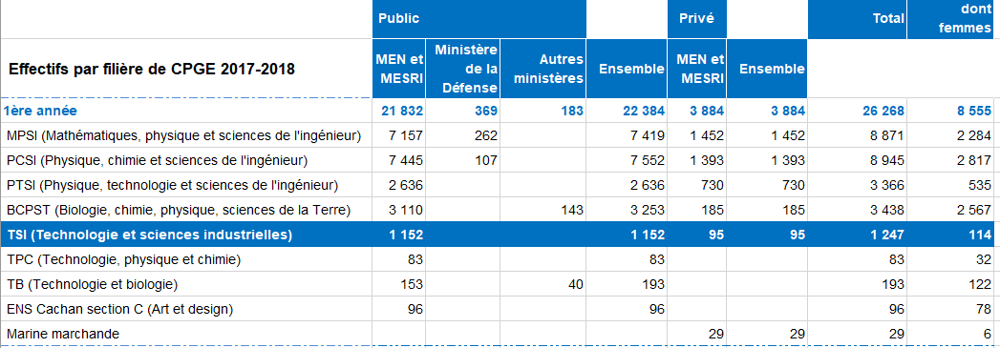 Public Privé Total dont femmes
Effectifs par filière de CPGE 2017-2018 MEN et MESRI Ministère de la Défense Autres ministères Ensemble MEN et MESRI Ensemble
1ère année 21 832 369 183 22 384 3 884 3 884 26 268 8 555
MPSI (Mathématiques, physique et sciences de l'ingénieur) 7 157 262 7 419 1 452 1 452 8 871 2 284
PCSI (Physique, chimie et sciences de l'ingénieur) 7 445 107 7 552 1 393 1 393 8 945 2 817
PTSI (Physique, technologie et sciences de l'ingénieur) 2 636 2 636 730 730 3 366 535
BCPST (Biologie, chimie, physique, sciences de la Terre) 3 110 143 3 253 185 185 3 438 2 567
TSI (Technologie et sciences industrielles) 1 152 1 152 95 95 1 247 114
TPC (Technologie, physique et chimie) 83 83 83 32
TB (Technologie et biologie) 153 40 193 193 122
ENS Cachan section C (Art et design) 96 96 96 78
Marine marchande 29 29 29 6